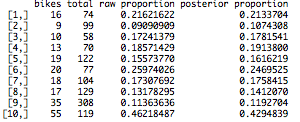 bikes total raw proportion posterior proportion
[1,] 16 74 0.21621622 0.2133704
[2,] 9 99 0.09090909 0.1074308
[3,] 10 58 0.17241379 0.1781541
[4,] 13 70 0.18571429 0.1913800
[5,] 19 122 0.15573770 0.1616219
[6,] 20 77 0.25974026 0.2469525
[7,] 18 104 0.17307692 0.1758415
[8,] 17 129 0.13178295 0.1412070
[9,] 35 308 0.11363636 0.1192704
[10,] 55 119 0.46218487 0.4294839